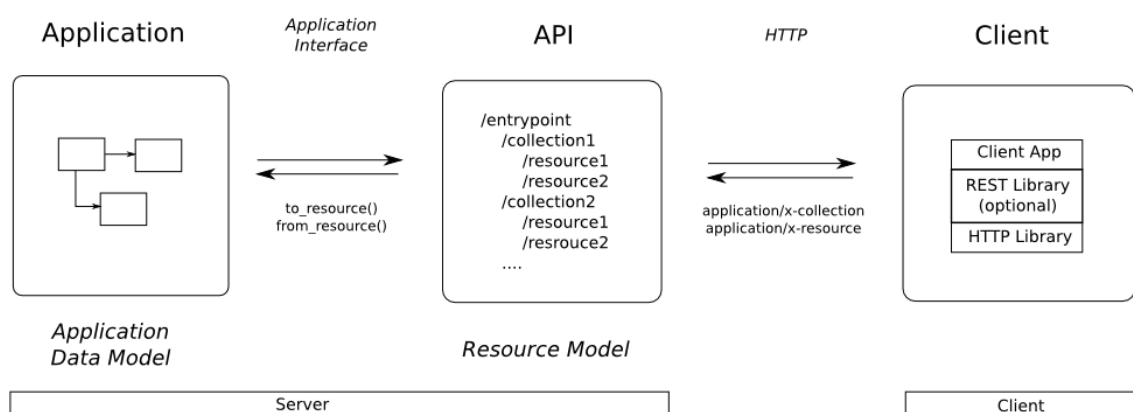 Application
Application
Interface
API
HTTP
Client
/entrypoint
/collection1
/resource1
/resource2
/collection2
/resource1
/resrouce2
....
to_resource()
from_resource()
application/x-collection
application/x-resource
Client App
REST Library
(optional)
HTTP Library
Application
Data Model
Resource Model
Server
Client